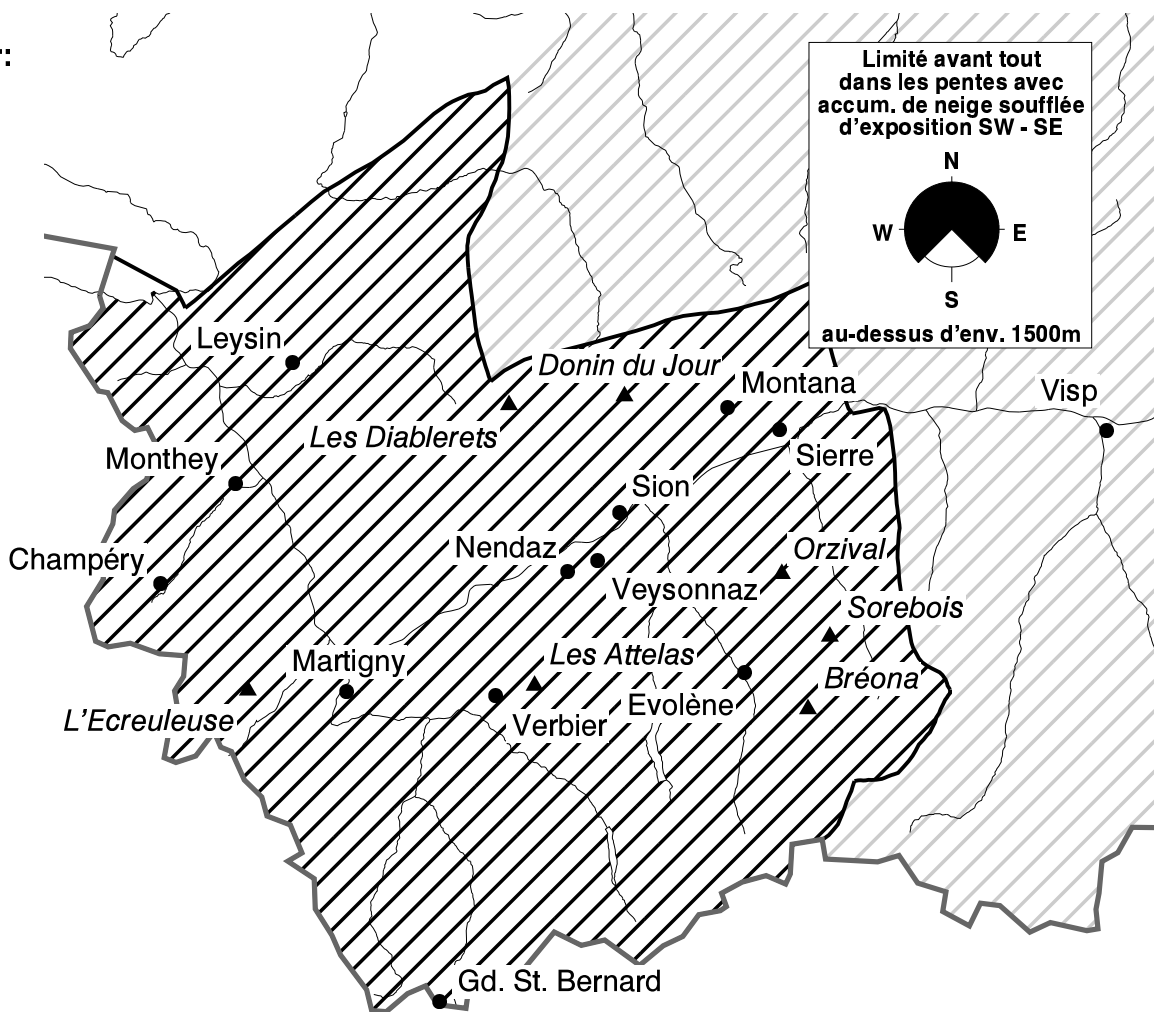 :
Limité avant tout
dans les pentes avec
accum. de neige soufflée
d'exposition SW - SE
N
W
E
S
au-dessus d'env. 1500m
Leysin
Donin du Jour
Montana
Visp
Les Diablerets
Monthey
Sierre
Sion
Nendaz
Orzival
Champéry
Veysonnaz
Sorebois
Martigny
Les Attelas
Bréona
L'Ecreuleuse
Evolène
Verbier
Gd. St. Bernard